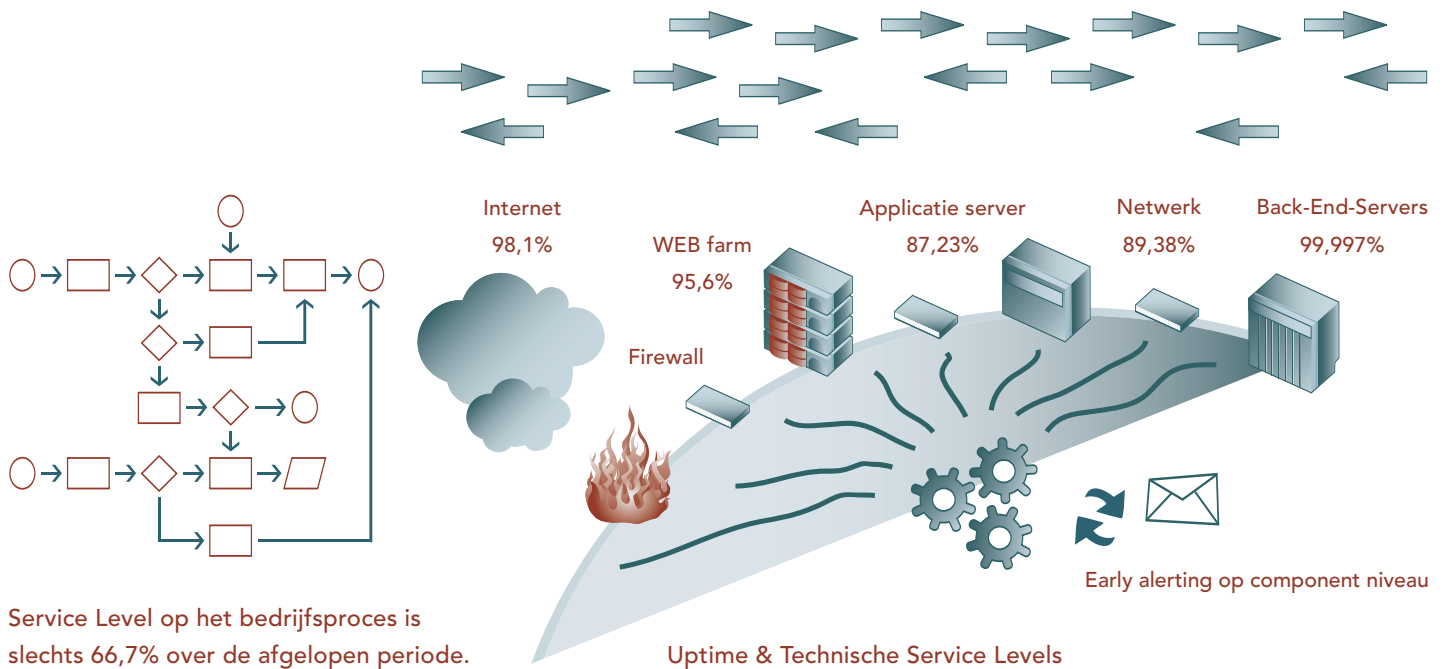 Internet
98,1%
WEB farm
95,6%
Firewall
Applicatie server
87,23%
Netwerk
89,38%
Back-End-Servers
99,997%
Early alerting op component niveau
Service Level op het bedrijfsproces is
slechts 66,7% over de afgelopen periode.
Uptime & Technische Service Levels